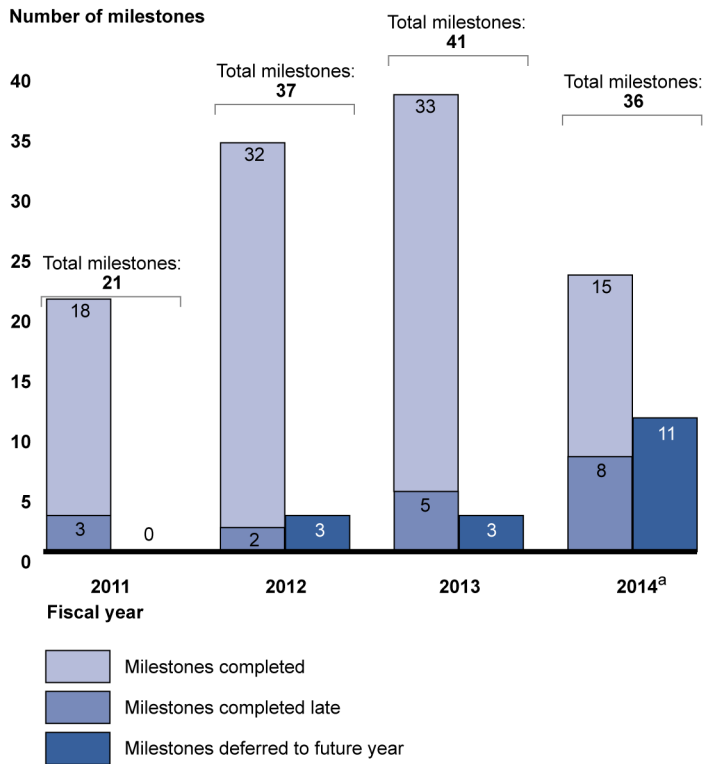 Number of milestones
Total milestones:
41
Total milestones:
37
Total milestones:
36
Total milestones:
21
40
35
30
25
20
15
10
5
0
18
3
0
32
2
3
33
5
3
15
8
11
2011
2012
2013
2014a
Fiscal year
Milestones completed
Milestones completed late
Milestones deferred to future year